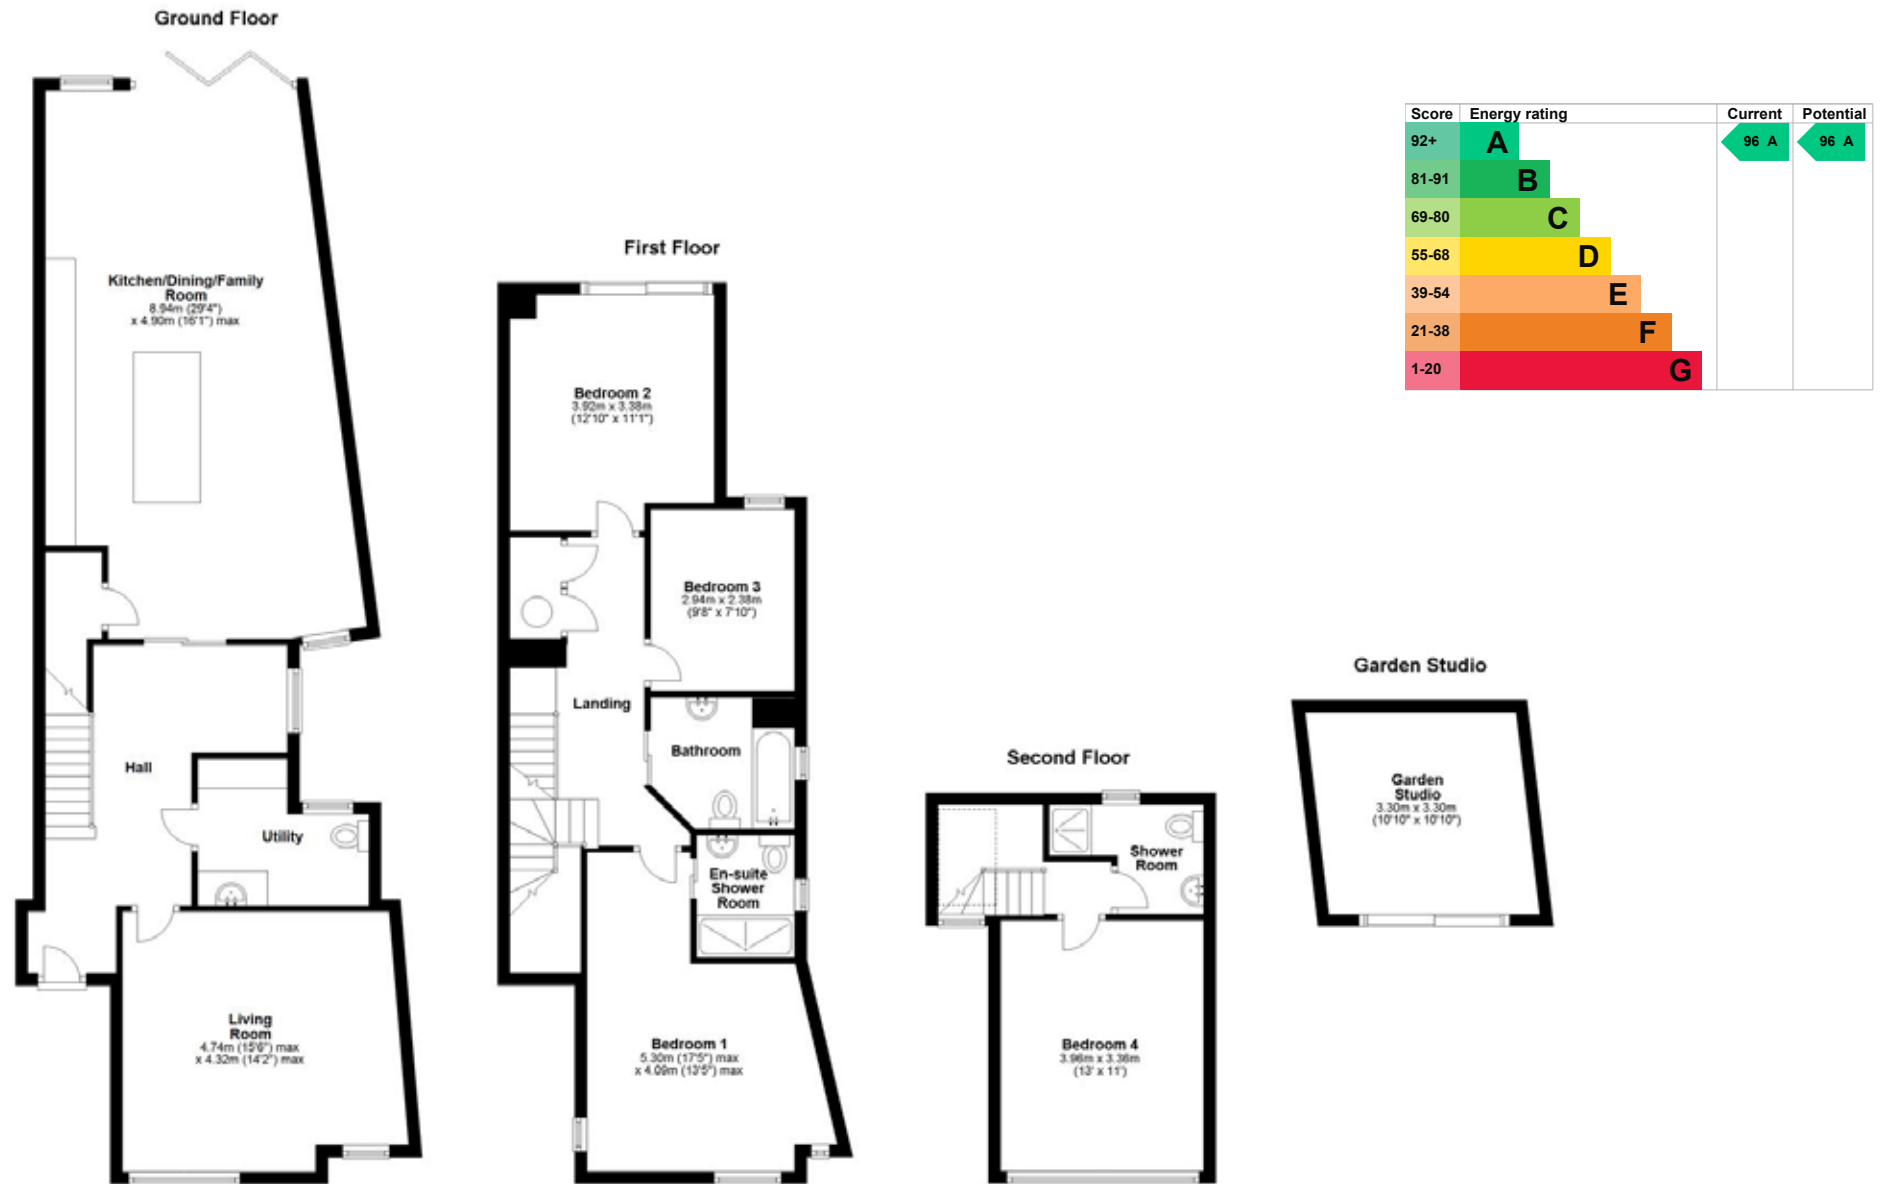 Ground Floor
Kitchen/Dining/Family
Room
8.94m (29'4")
x 4.90m (16'1") max
Hall
Utility
Living
Room
4.74m (15'6") max
x 4.32m (14'2") max
First Floor
Bedroom 2
3.92m x 3.38m
(12'10" x 11'1")
Bedroom 3
2.94m x 2.38m
(9'8" x 7'10")
Landing
Bathroom
En-suite
Shower
Room
Bedroom 1
5.30m (17'5") max
x 4.09m (13'5") max
Second Floor
Shower
Room
Bedroom 4
3.96m x 3.36m
(13' x 11')
Garden Studio
Garden
Studio
3.30m x 3.30m
(10'10" x 10'10")
Score Energy rating Current Potential
92+ A 96 A 96 A
81-91 B
69-80 C
55-68 D
39-54 E
21-38 F
1-20 G